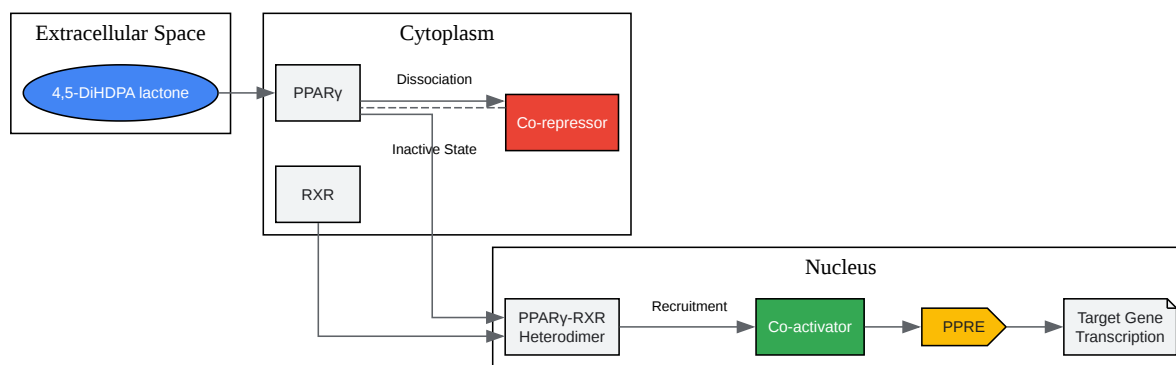 Extracellular Space
4,5-DiHDPA lactone
Cytoplasm
PPARγ
Dissociation
Co-repressor
Inactive State
RXR
Nucleus
PPARγ-RXR
Heterodimer
Recruitment
Co-activator
PPRE
Target Gene
Transcription